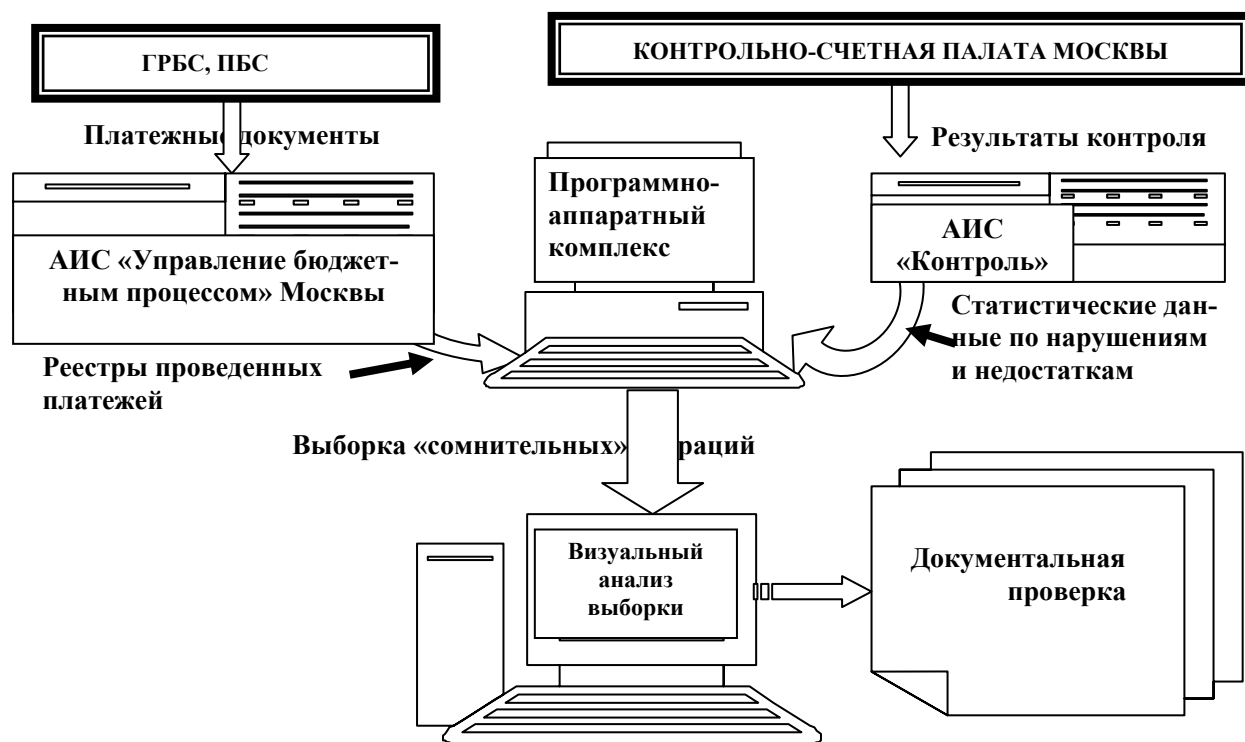 ГРБС, ПБС
КОНТРОЛЬНО-СЧЕТНАЯ ПАЛАТА МОСКВЫ
Платежные документы
Результаты контроля
Программно-
аппаратный
комплекс
АИС «Управление бюджет-
ным процессом» Москвы
АИС
«Контроль»
Статистические дан-
ные по нарушениям
и недостаткам
Реестры проведенных
платежей
Выборка «сомнительных» раций
Визуальный
анализ
выборки
Документальная
проверка